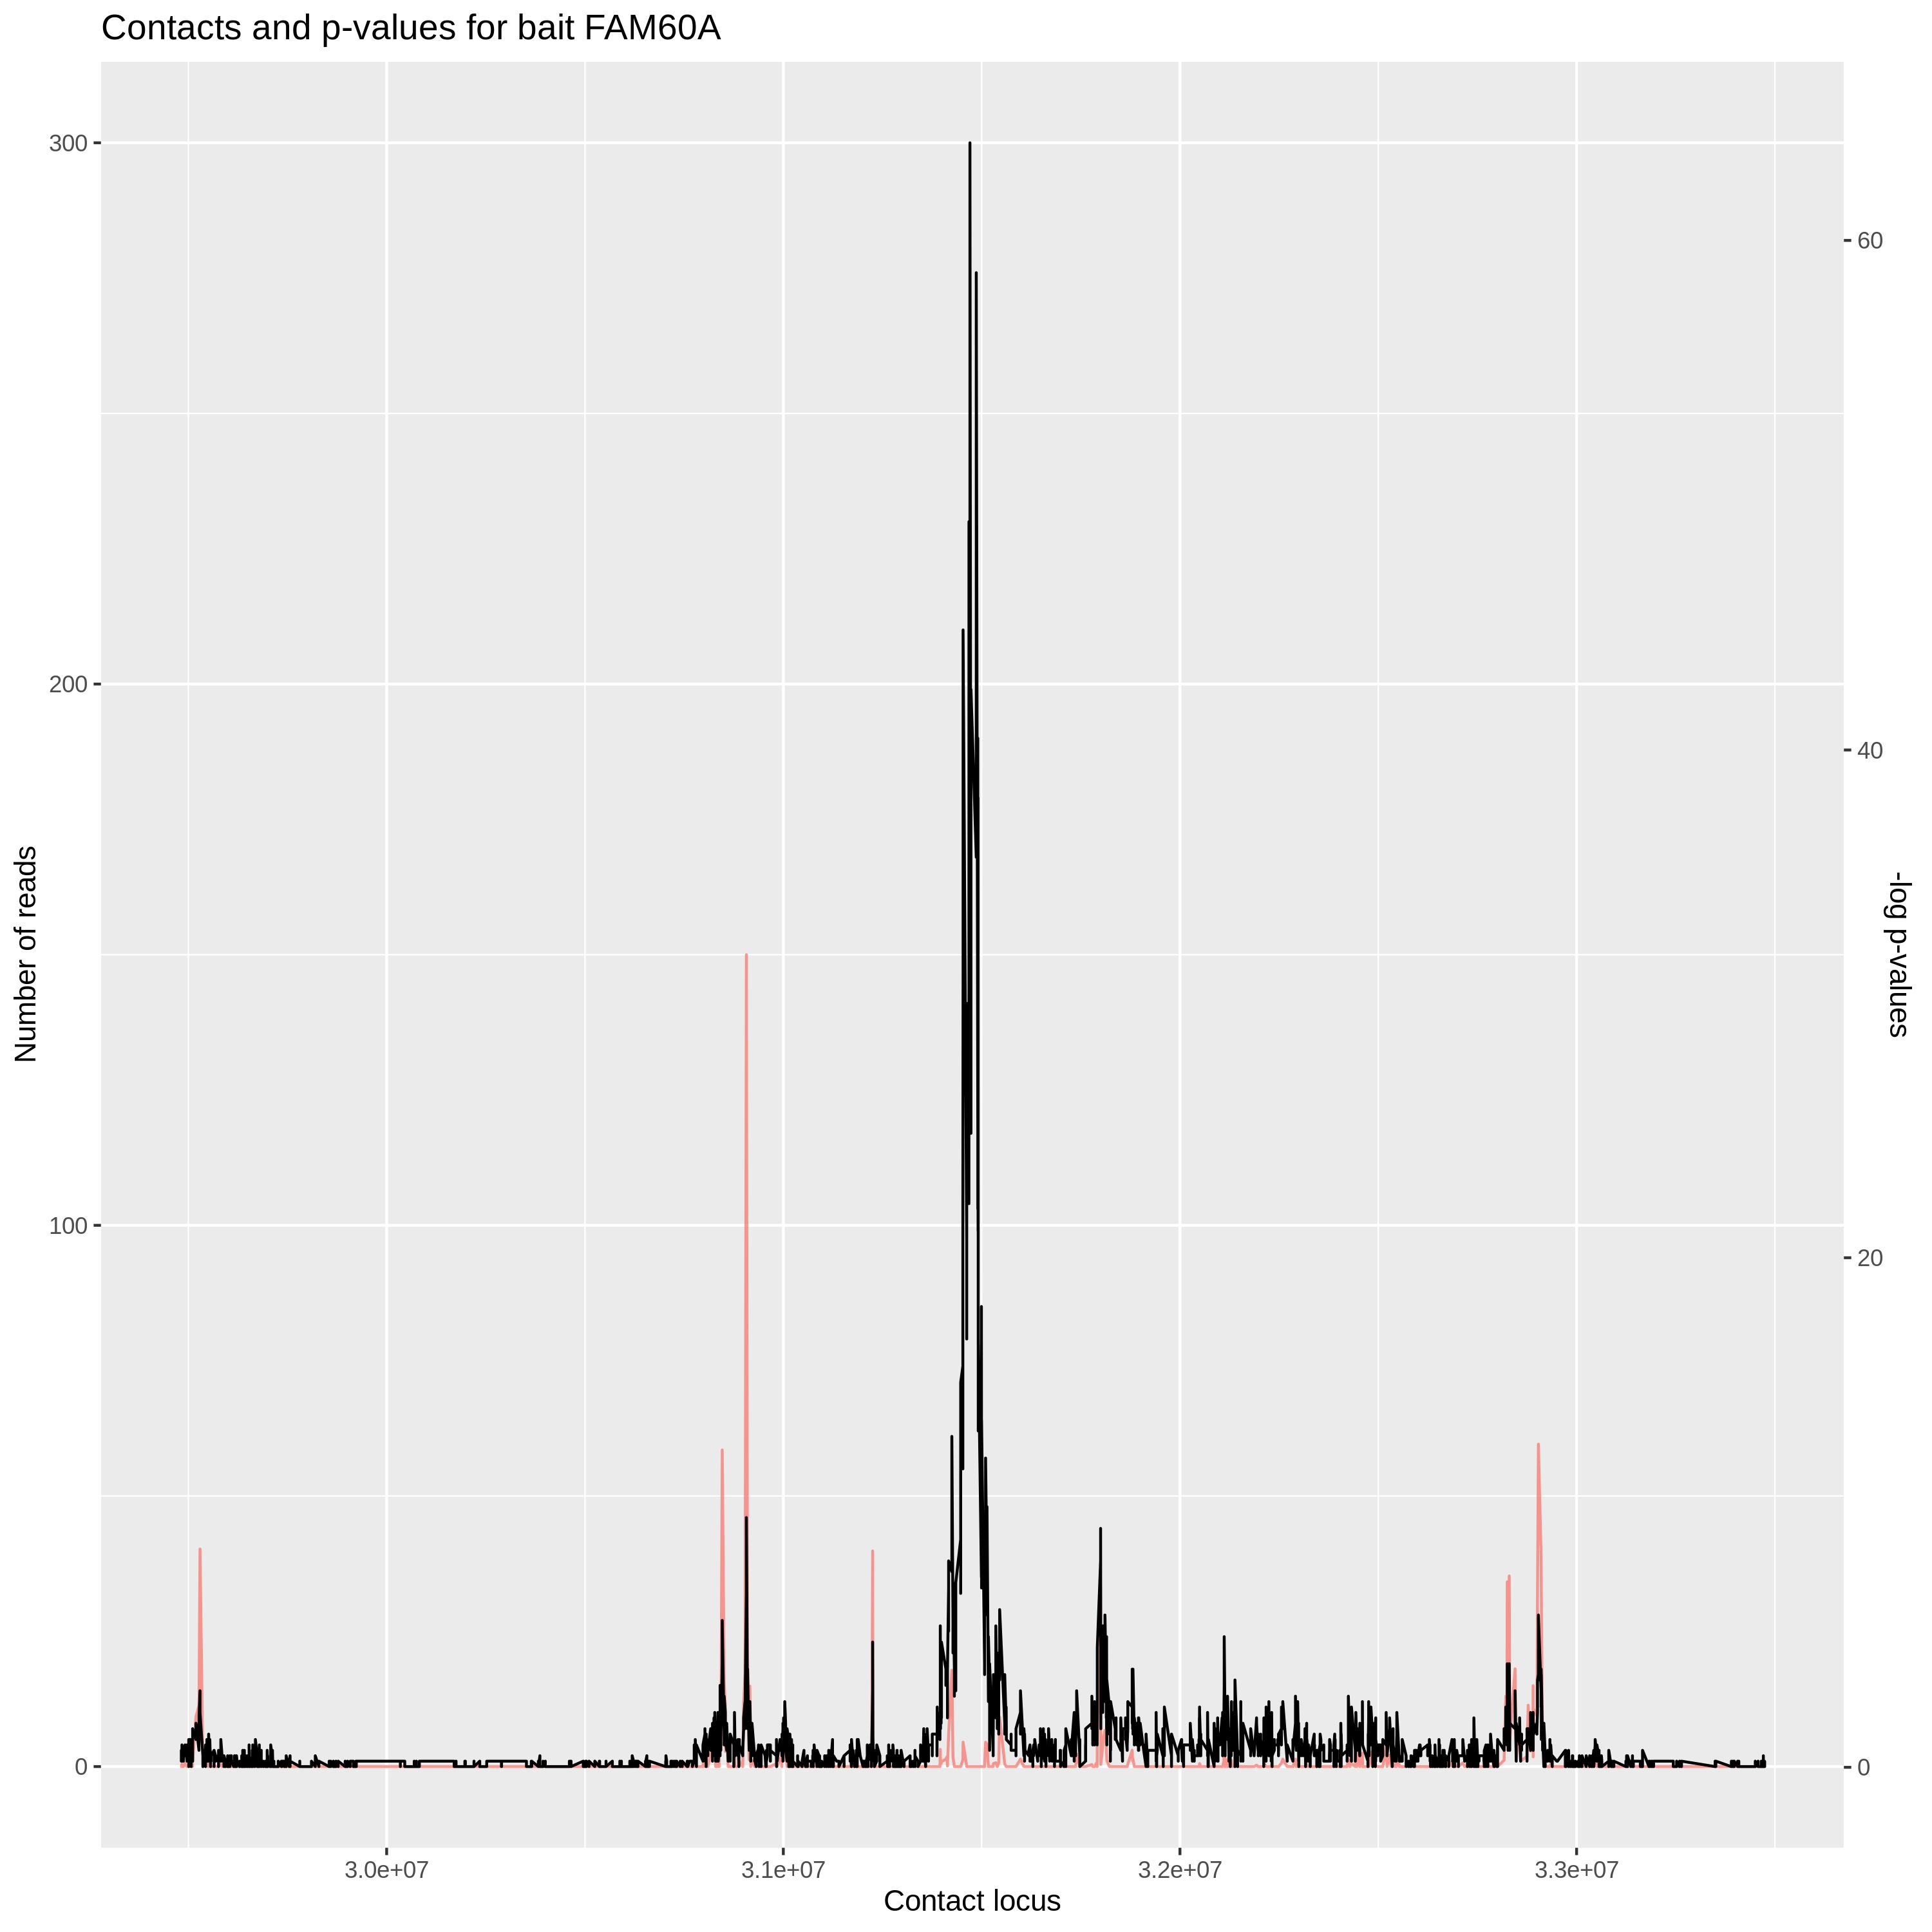 Contacts and p-values for bait FAM60A
300
200
100
0
Number of reads
60
40
20
0
-log p-values
3.0e+07
3.1e+07
3.2e+07
3.3e+07
Contact locus